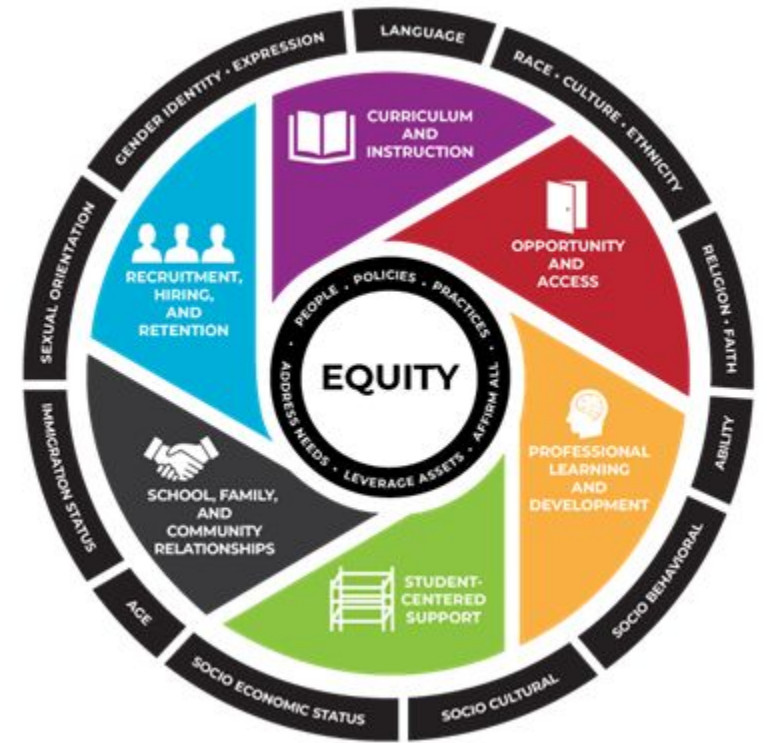 GENDER IDENTITY • EXPRESSION
LANGUAGE
RACE • CULTURE • ETHNICITY
RELIGION • FAITH
ABILITY
SOCIO BEHAVIORAL
SOCIO CULTURAL
SOCIO ECONOMIC STATUS
AGE
IMMIGRATION STATUS
SEXUAL ORIENTATION
CURRICULUM
AND
INSTRUCTION
OPPORTUNITY
AND
ACCESS
PROFESSIONAL
LEARNING
AND
DEVELOPMENT
STUDENT-
CENTERED
SUPPORT
SCHOOL, FAMILY,
AND
COMMUNITY
RELATIONSHIPS
RECRUITMENT,
HIRING,
AND
RETENTION
• PEOPLE • POLICIES • PRACTICES •
ADDRESS NEEDS • LEVERAGE ASSETS • AFFIRM ALL
EQUITY